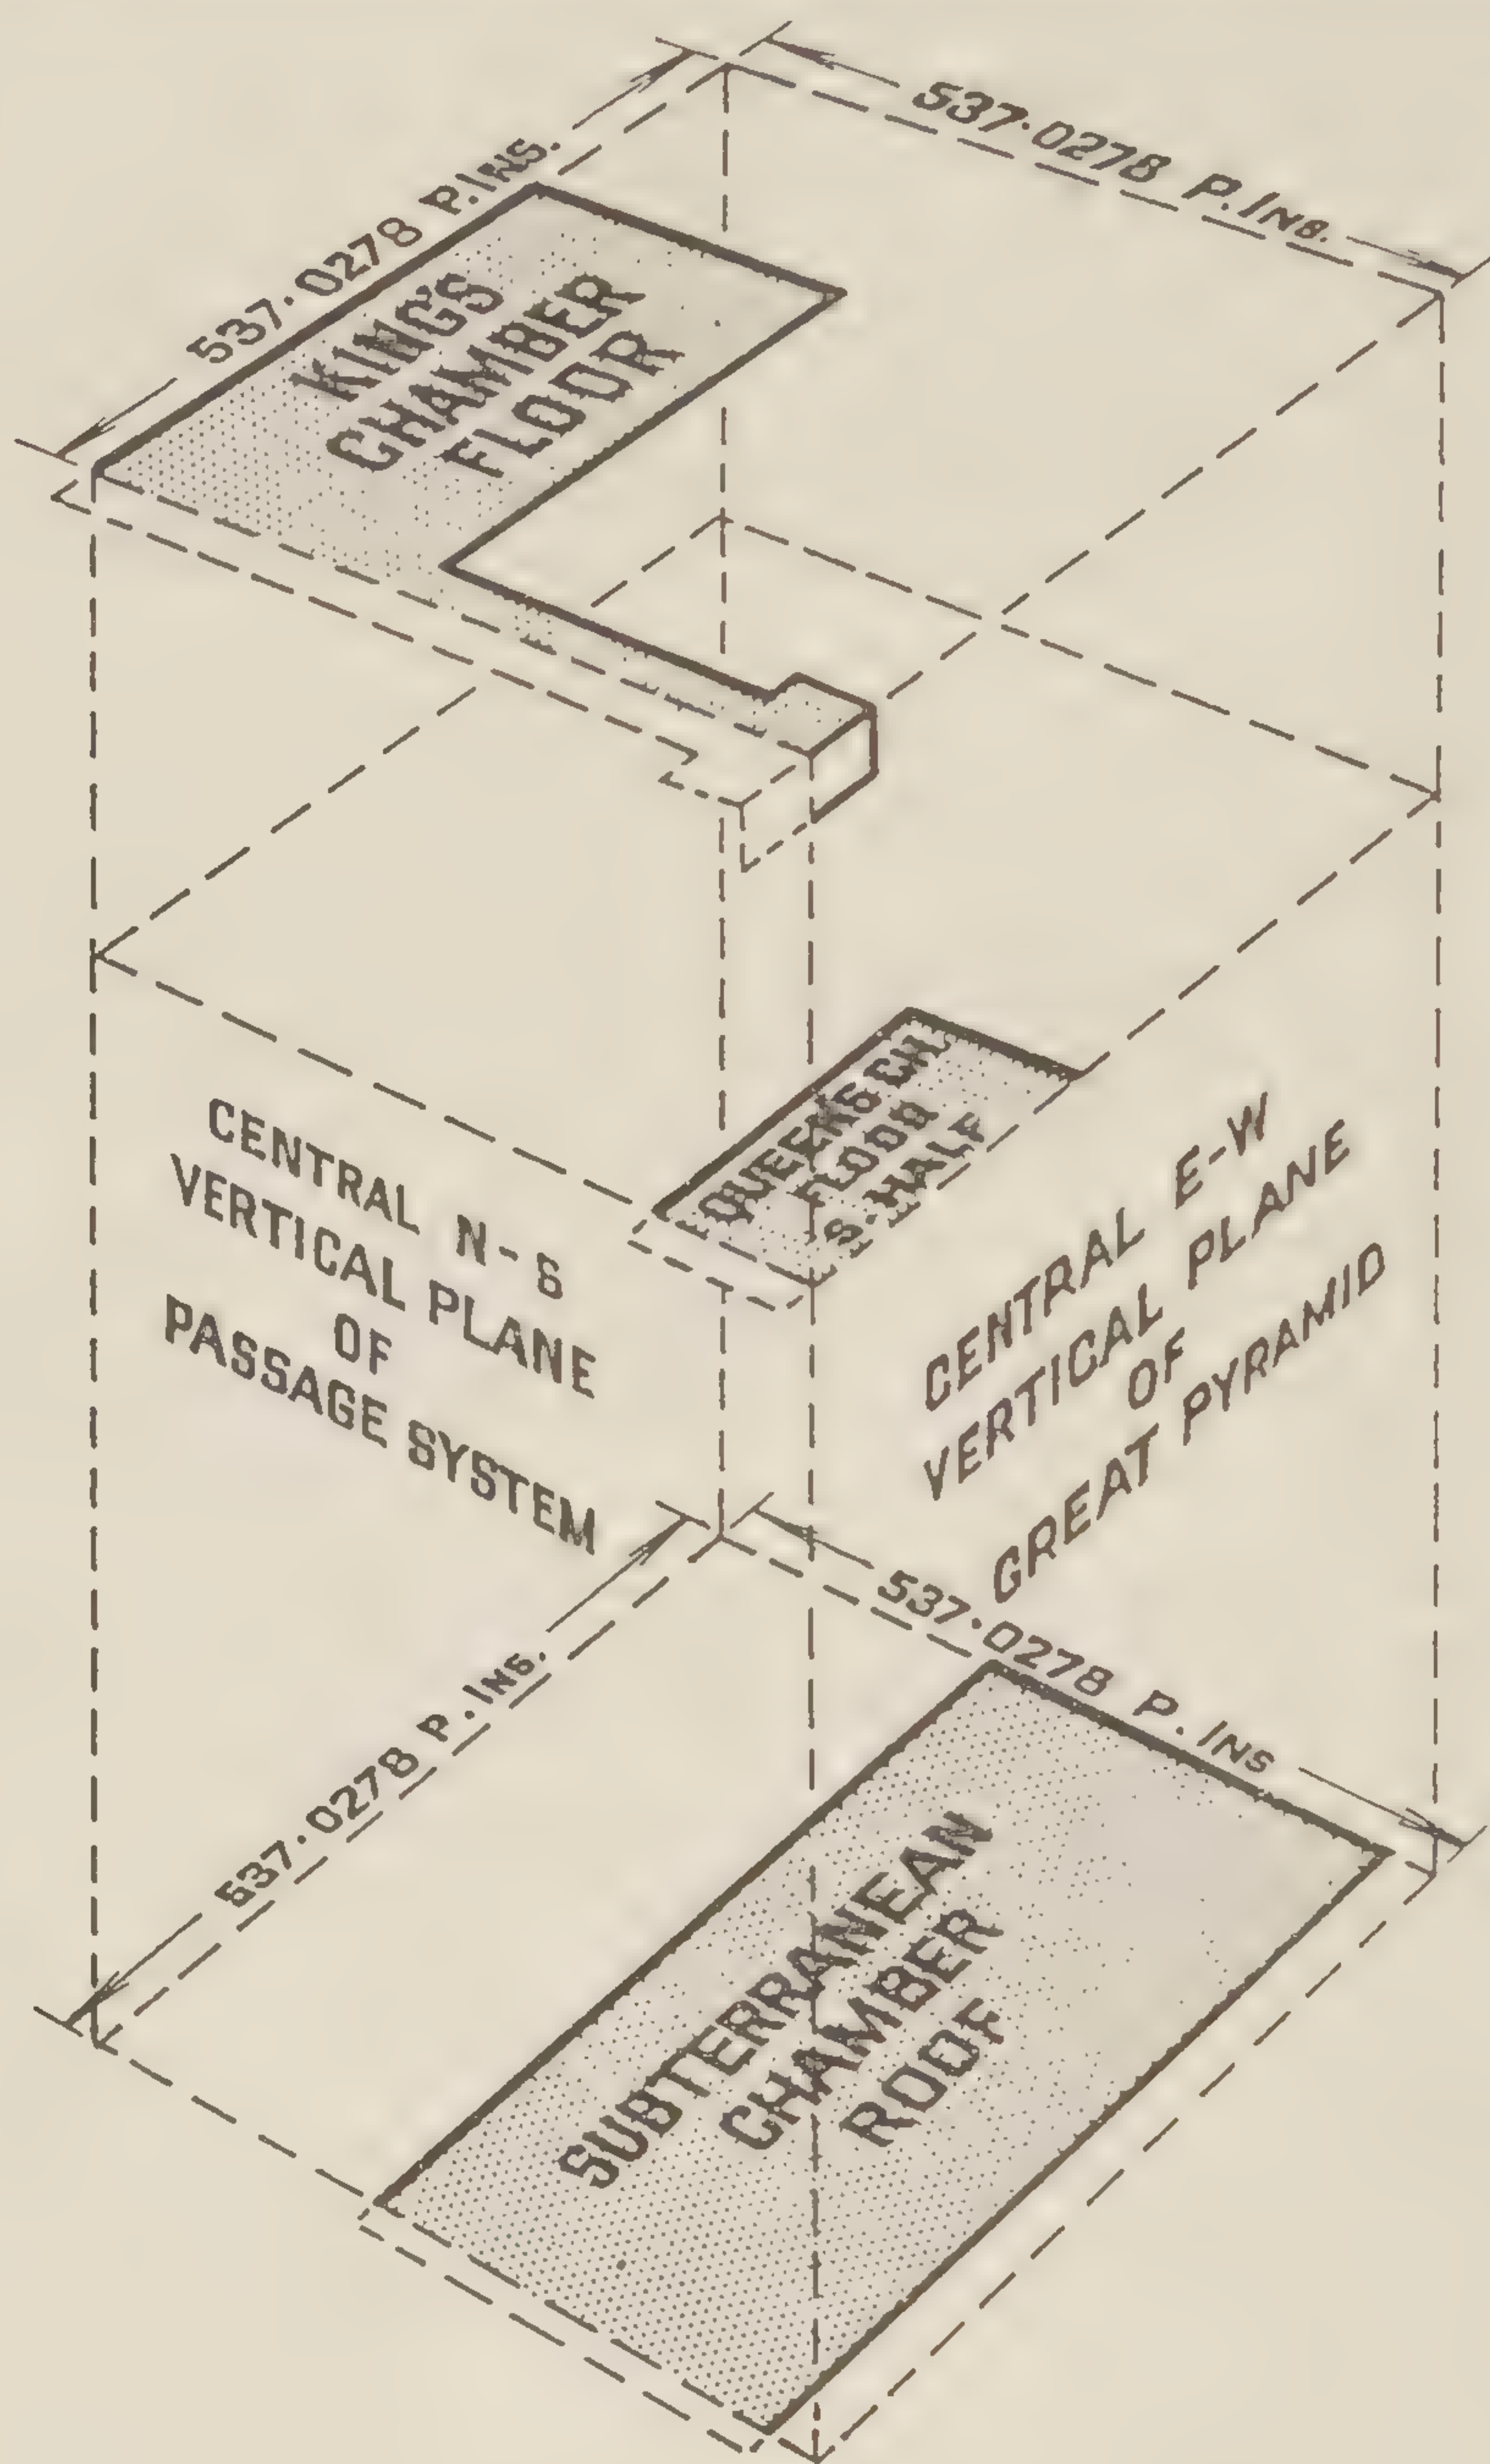 537·0278 P.INS.
537·0278 P.INS.
KING'S
CHAMBER
FLOOR
QUEEN'S CH.
FLOOR
S. HALF
CENTRAL N-S
VERTICAL PLANE
OF
PASSAGE SYSTEM
CENTRAL E-W
VERTICAL PLANE
OF
GREAT PYRAMID
537·0278 P. INS.
537·0278 P. INS
SUBTERRANEAN
CHAMBER
ROOF